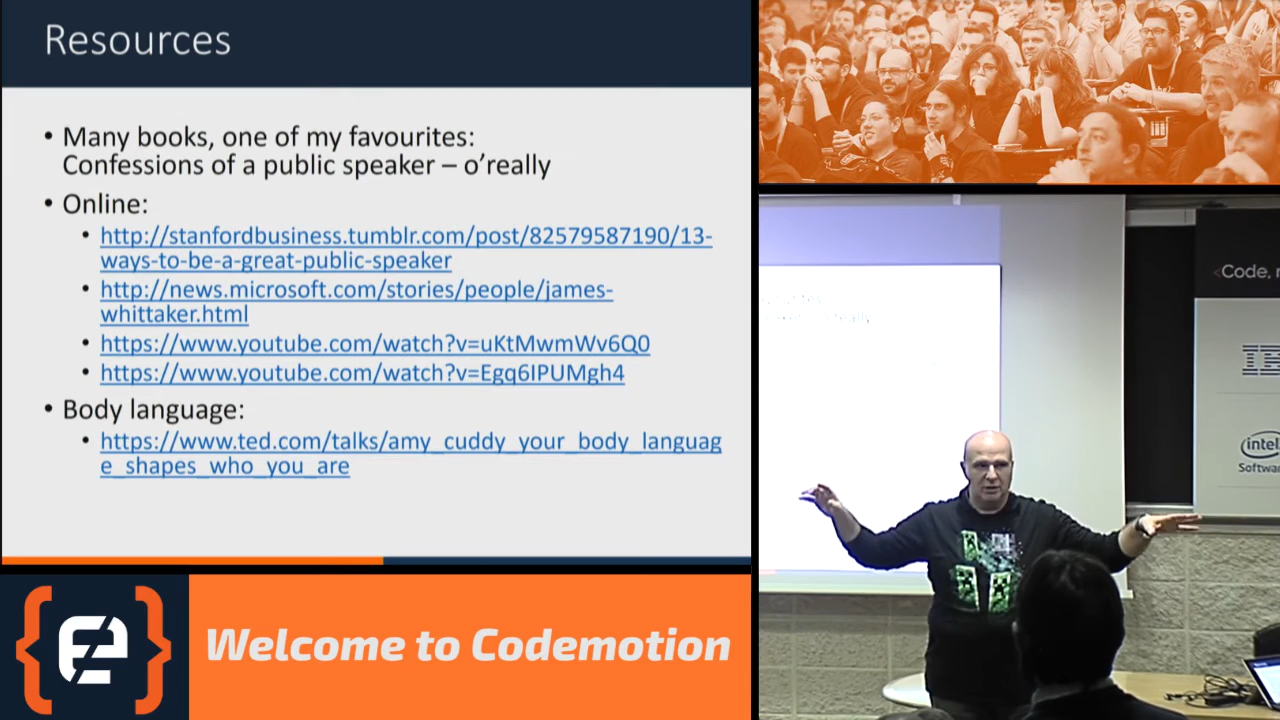 Resources
• Many books, one of my favourites:
Confessions of a public speaker – o’really
• Online:
• http://stanfordbusiness.tumblr.com/post/82579587190/13-
ways-to-be-a-great-public-speaker
• http://news.microsoft.com/stories/people/james-
whittaker.html
• https://www.youtube.com/watch?v=uKtMwmWv6Q0
• https://www.youtube.com/watch?v=Egq6IPUMgh4
• Body language:
• https://www.ted.com/talks/amy_cuddy_your_body_languag
e_shapes_who_you_are
Welcome to Codemotion
<Code,
IBM
intel
Software